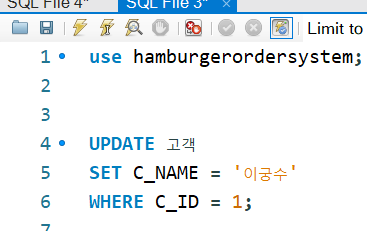 SQL File 4*
SQL File 3*
Limit to
1 use hamburgerordersystem;
2
3
4 UPDATE 고객
5 SET C_NAME = '이궁수'
6 WHERE C_ID = 1;
7